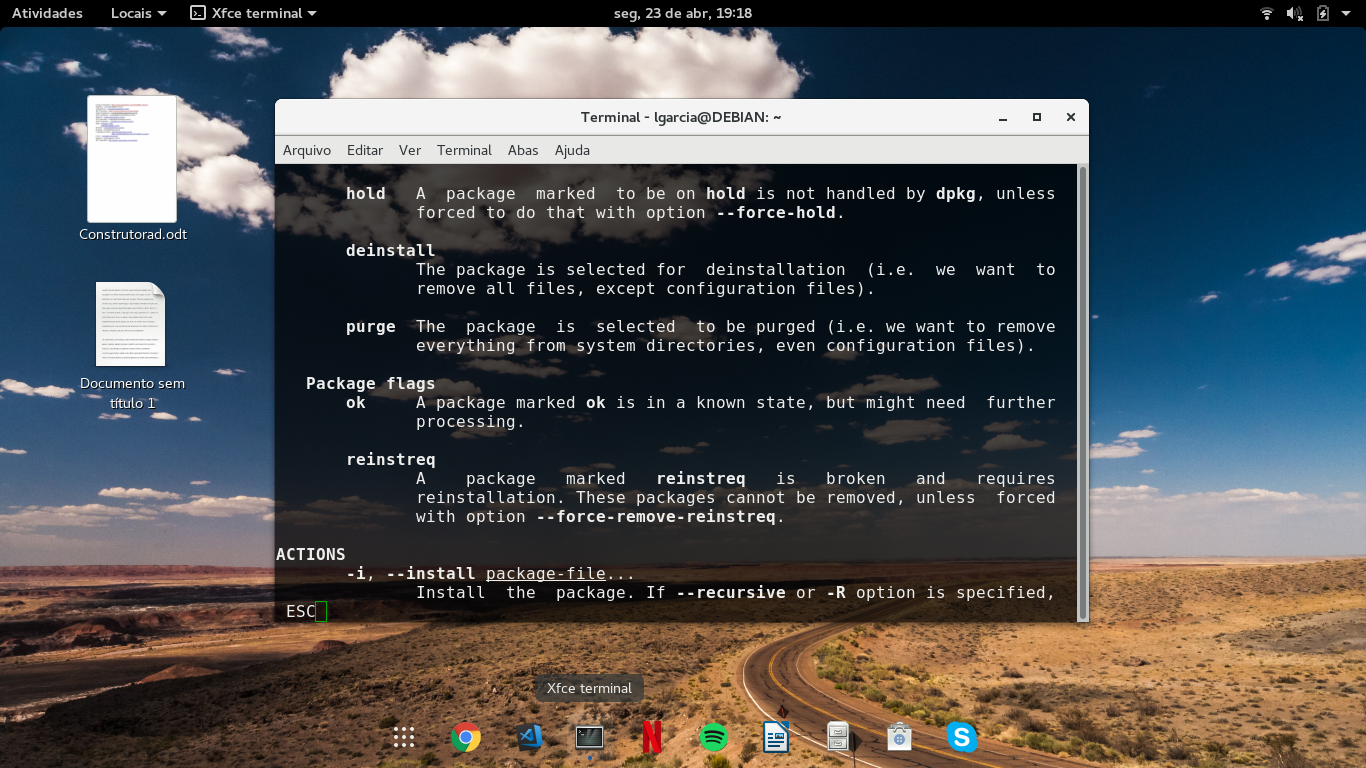 Atividades Locais Xfce terminal seg, 23 de abr, 19:18
Construtorad.odt
Documento sem
título 1
Terminal - lgarcia@DEBIAN: ~
Arquivo Editar Ver Terminal Abas Ajuda
hold A package marked to be on hold is not handled by dpkg, unless
forced to do that with option --force-hold.
deinstall
The package is selected for deinstallation (i.e. we want to
remove all files, except configuration files).
purge The package is selected to be purged (i.e. we want to remove
everything from system directories, even configuration files).
Package flags
ok A package marked ok is in a known state, but might need further
processing.
reinstreq
A package marked reinstreq is broken and requires
reinstallation. These packages cannot be removed, unless forced
with option --force-remove-reinstreq.
ACTIONS
-i, --install package-file...
Install the package. If --recursive or -R option is specified,
ESC
Xfce terminal